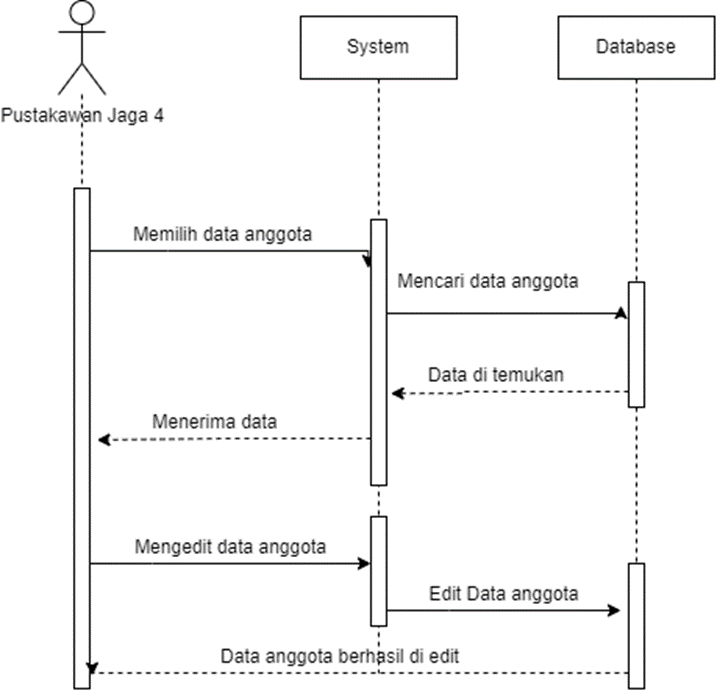 System
Database
Pustakawan Jaga 4
Memilih data anggota
Mencari data anggota
Data di temukan
Menerima data
Mengedit data anggota
Edit Data anggota
Data anggota berhasil di edit